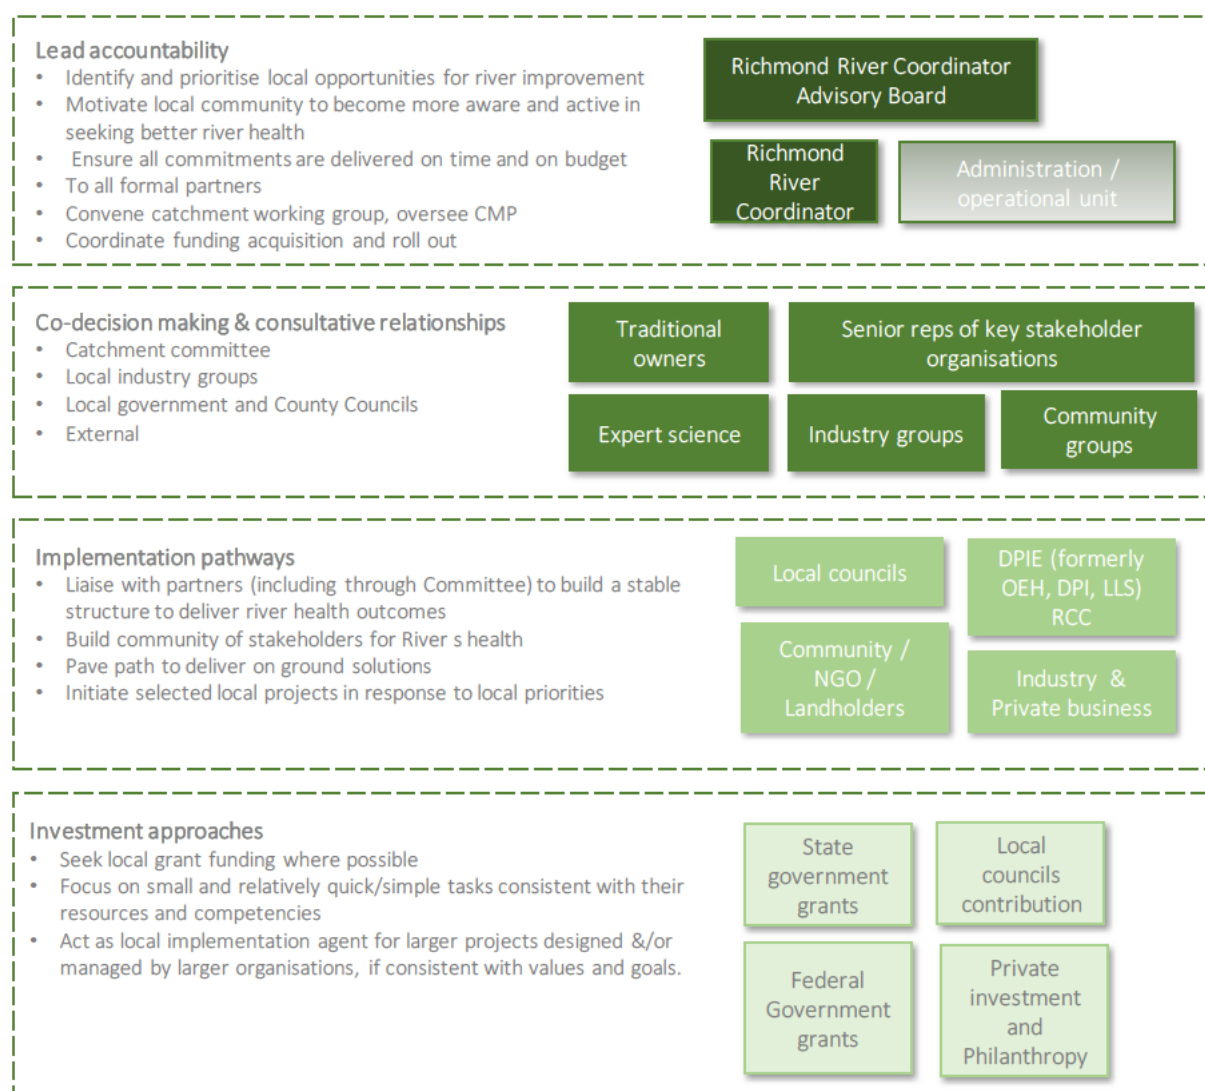 Lead accountability
• Identify and prioritise local opportunities for river improvement
• Motivate local community to become more aware and active in
seeking better river health
• Ensure all commitments are delivered on time and on budget
• To all formal partners
• Convene catchment working group, oversee CMP
• Coordinate funding acquisition and roll out
Richmond River Coordinator
Advisory Board
Richmond
River
Coordinator
Administration /
operational unit
Co-decision making & consultative relationships
• Catchment committee
• Local industry groups
• Local government and County Councils
• External
Traditional
owners
Senior reps of key stakeholder
organisations
Expert science
Industry groups
Community
groups
Implementation pathways
• Liaise with partners (including through Committee) to build a stable
structure to deliver river health outcomes
• Build community of stakeholders for River s health
• Pave path to deliver on ground solutions
• Initiate selected local projects in response to local priorities
Local councils
DPIE (formerly
OEH, DPI, LLS)
RCC
Community /
NGO /
Landholders
Industry &
Private business
Investment approaches
• Seek local grant funding where possible
• Focus on small and relatively quick/simple tasks consistent with their
resources and competencies
• Act as local implementation agent for larger projects designed &/or
managed by larger organisations, if consistent with values and goals.
State
government
grants
Local
councils
contribution
Federal
Government
grants
Private
investment
and
Philanthropy